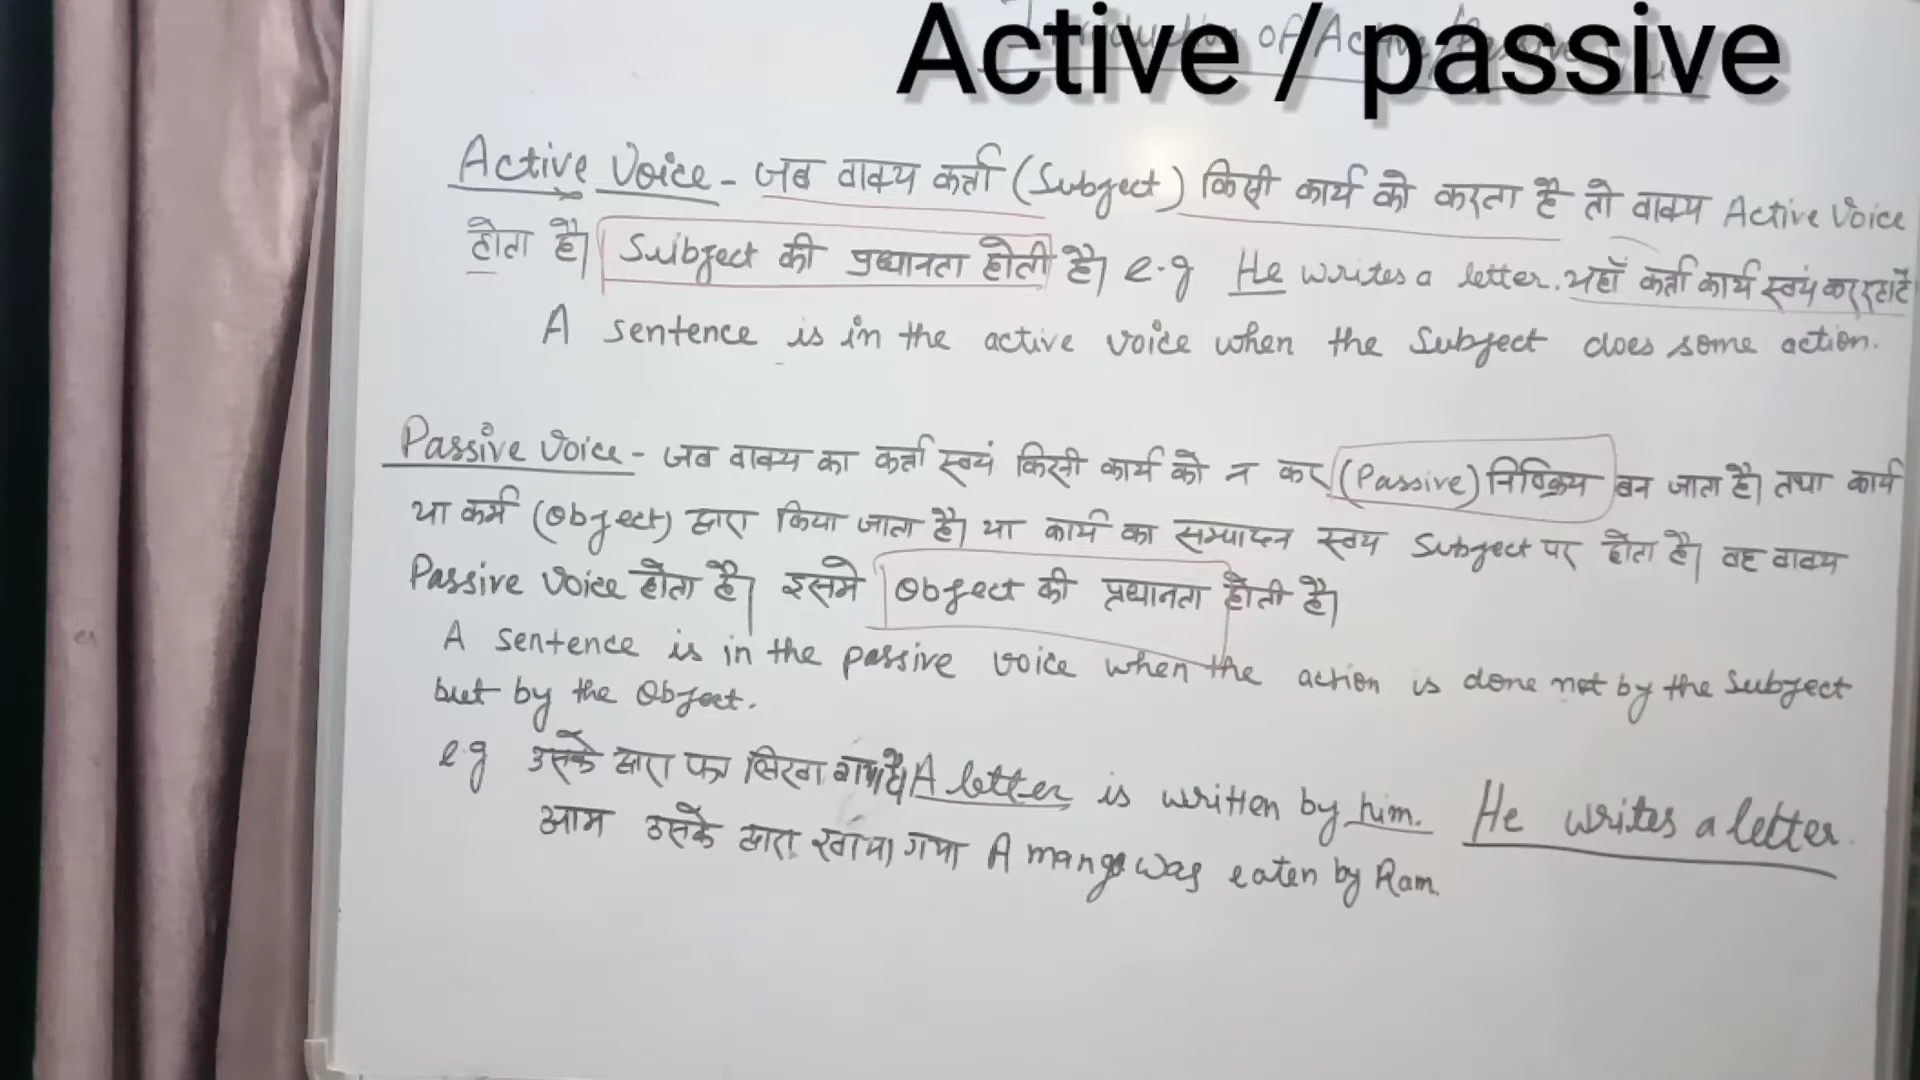 Active / passive
of Active
Active Voice - जब वाक्य कर्ता (Subject) किसी कार्य को करता है तो वाक्य Active Voice
होता है। Subject की प्रधानता होती है। e.g He writes a letter. यहाँ कर्ता कार्य स्वयं कर रहा है
A sentence is in the active voice when the Subject does some action.
Passive Voice - जब वाक्य का कर्ता स्वयं किसी कार्य को न कर (Passive) निष्क्रिय बन जाता है। तथा कार्य
या कर्म (Object) द्वारा किया जाता है। या कार्य का सम्पादन स्वय Subject पर होता है। वह वाक्य
Passive Voice होता है। इसमे Object की प्रधानता होती है।
A sentence is in the passive voice when the action is done not by the Subject
but by the Object.
e.g उसके द्वारा पत्र लिखा A letter is written by him. He writes a letter.
आम उसके द्वारा खाया गया A mango was eaten by Ram.